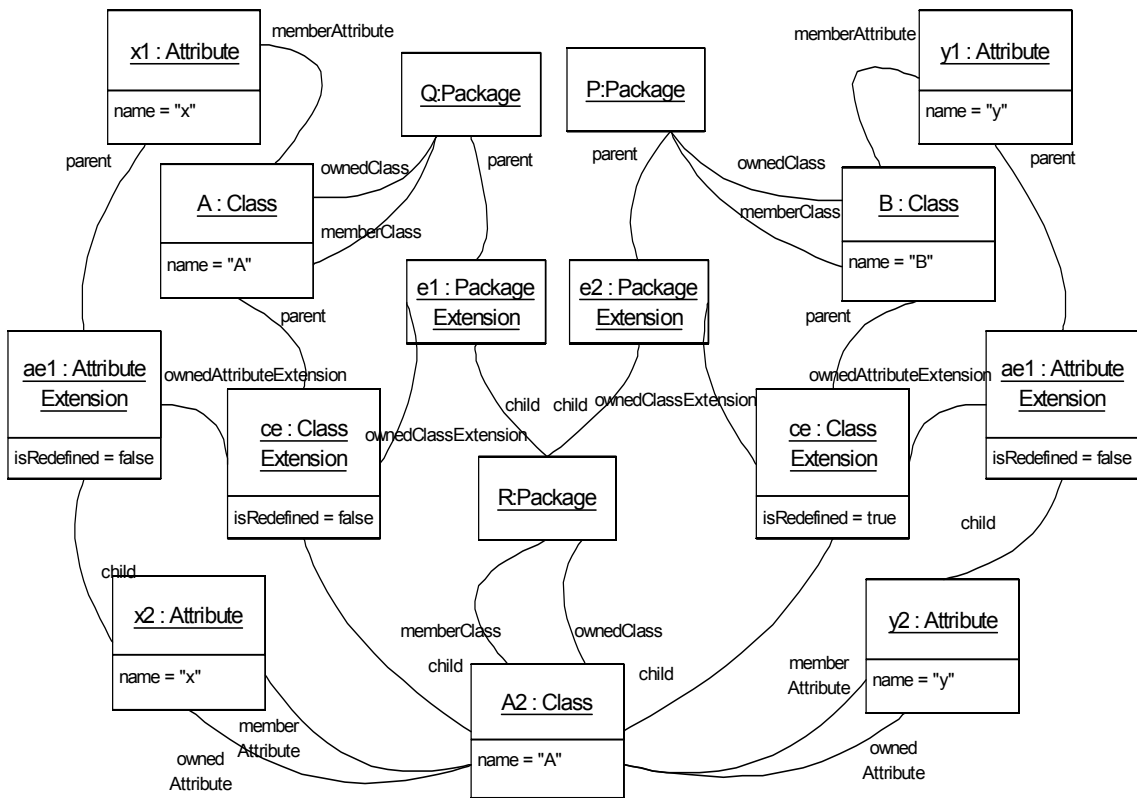 x1 : Attribute
name = "x"
memberAttribute
Q:Package
P:Package
memberAttribute
y1 : Attribute
name = "y"
parent
A : Class
name = "A"
ownedClass
memberClass
parent
parent
ownedClass
memberClass
B : Class
name = "B"
parent
e1 : Package
Extension
e2 : Package
Extension
parent
parent
ae1 : Attribute
Extension
isRedefined = false
ownedAttributeExtension
ce : Class
Extension
isRedefined = false
ownedClassExtension
child
child
ownedClassExtension
ownedAttributeExtension
ce : Class
Extension
isRedefined = true
ae1 : Attribute
Extension
isRedefined = false
R:Package
child
child
x2 : Attribute
name = "x"
memberClass
ownedClass
child
child
y2 : Attribute
name = "y"
member
Attribute
owned
Attribute
A2 : Class
name = "A"
member
Attribute
owned
Attribute